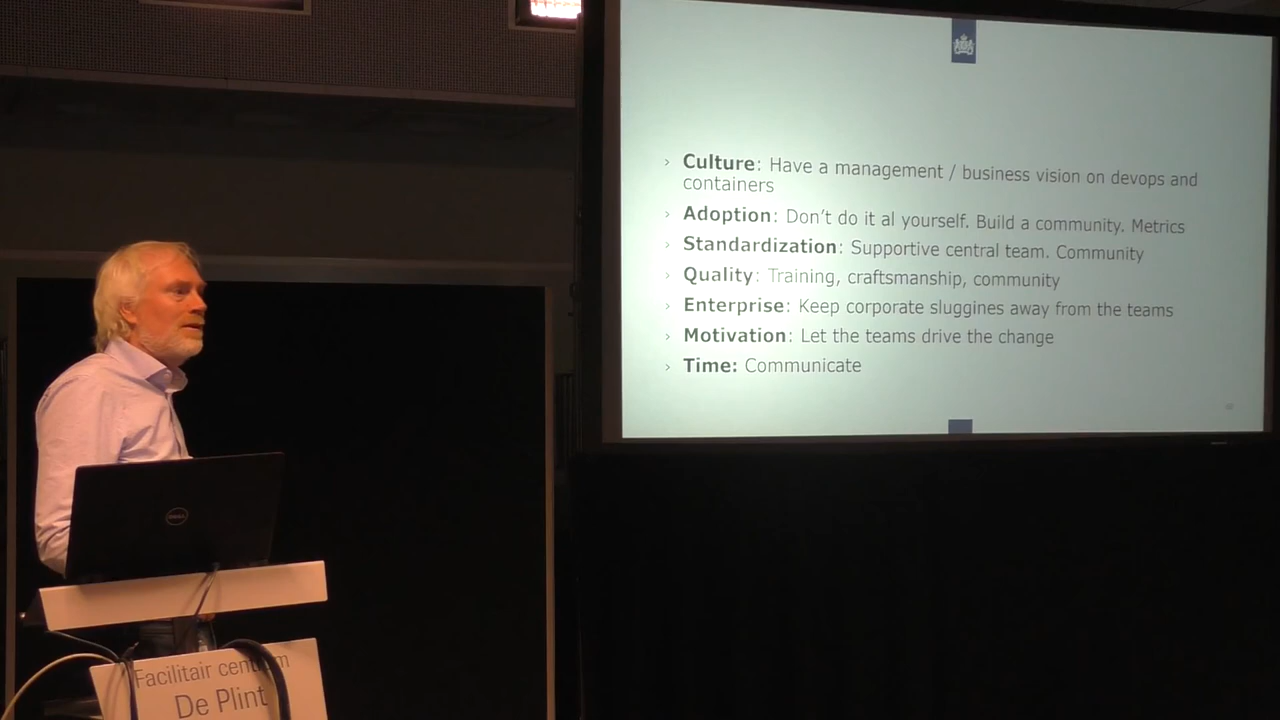 › Culture: Have a management / business vision on devops and
containers
› Adoption: Don't do it al yourself. Build a community. Metrics
› Standardization: Supportive central team. Community
› Quality: Training, craftsmanship, community
› Enterprise: Keep corporate sluggines away from the teams
› Motivation: Let the teams drive the change
› Time: Communicate
DELL
Facilitair centrum
De Plint